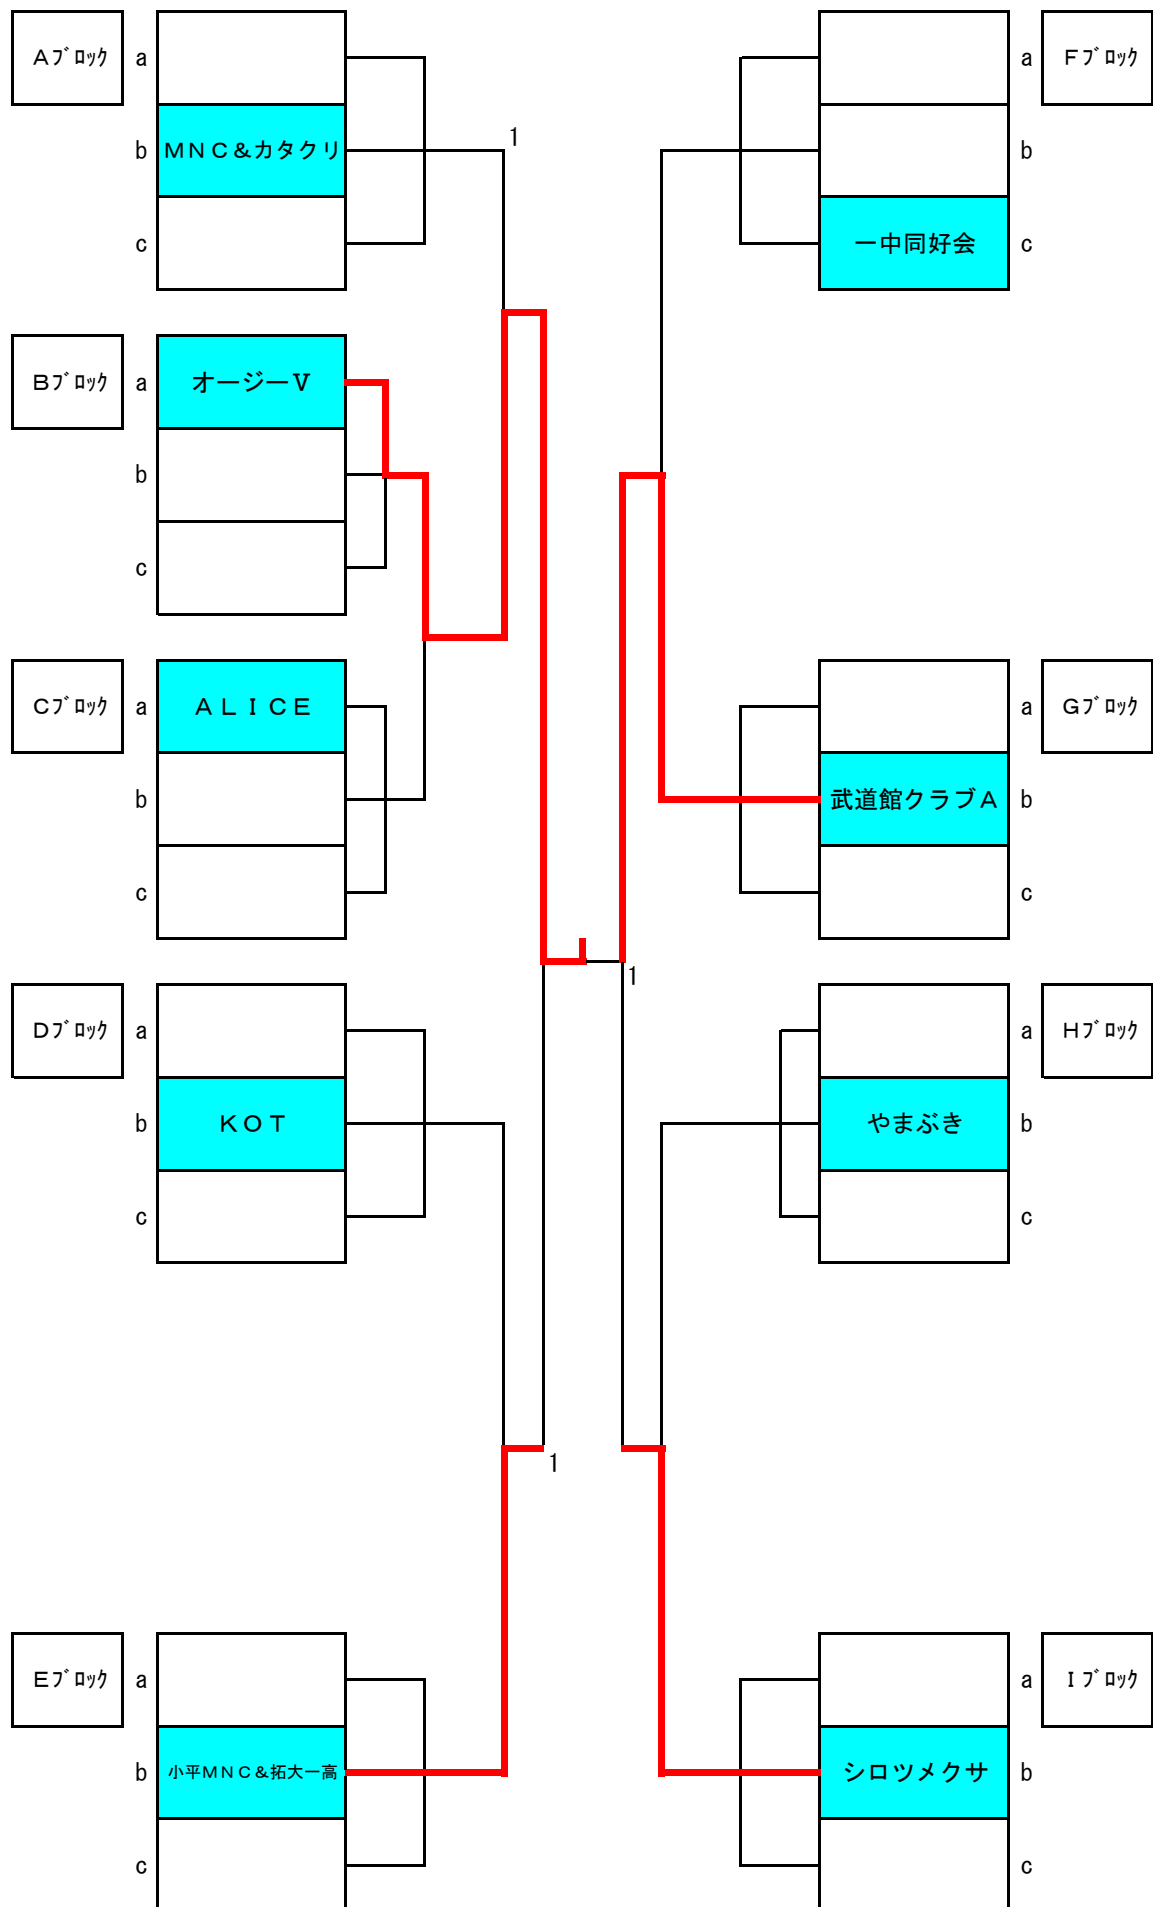 Aﾌﾞﾛｯｸ a
b MNC&カタクリ
c
1
Bﾌﾞﾛｯｸ a オージーV
b
c
Cﾌﾞﾛｯｸ a ALICE
b
c
Dﾌﾞﾛｯｸ a
b KOT
c
1
Eﾌﾞﾛｯｸ a
b 小平MNC&拓大一高
c
a Fﾌﾞﾛｯｸ
b
一中同好会 c
a Gﾌﾞﾛｯｸ
武道館クラブA b
c
1
a Hﾌﾞﾛｯｸ
やまぶき b
c
a Iﾌﾞﾛｯｸ
シロツメクサ b
c